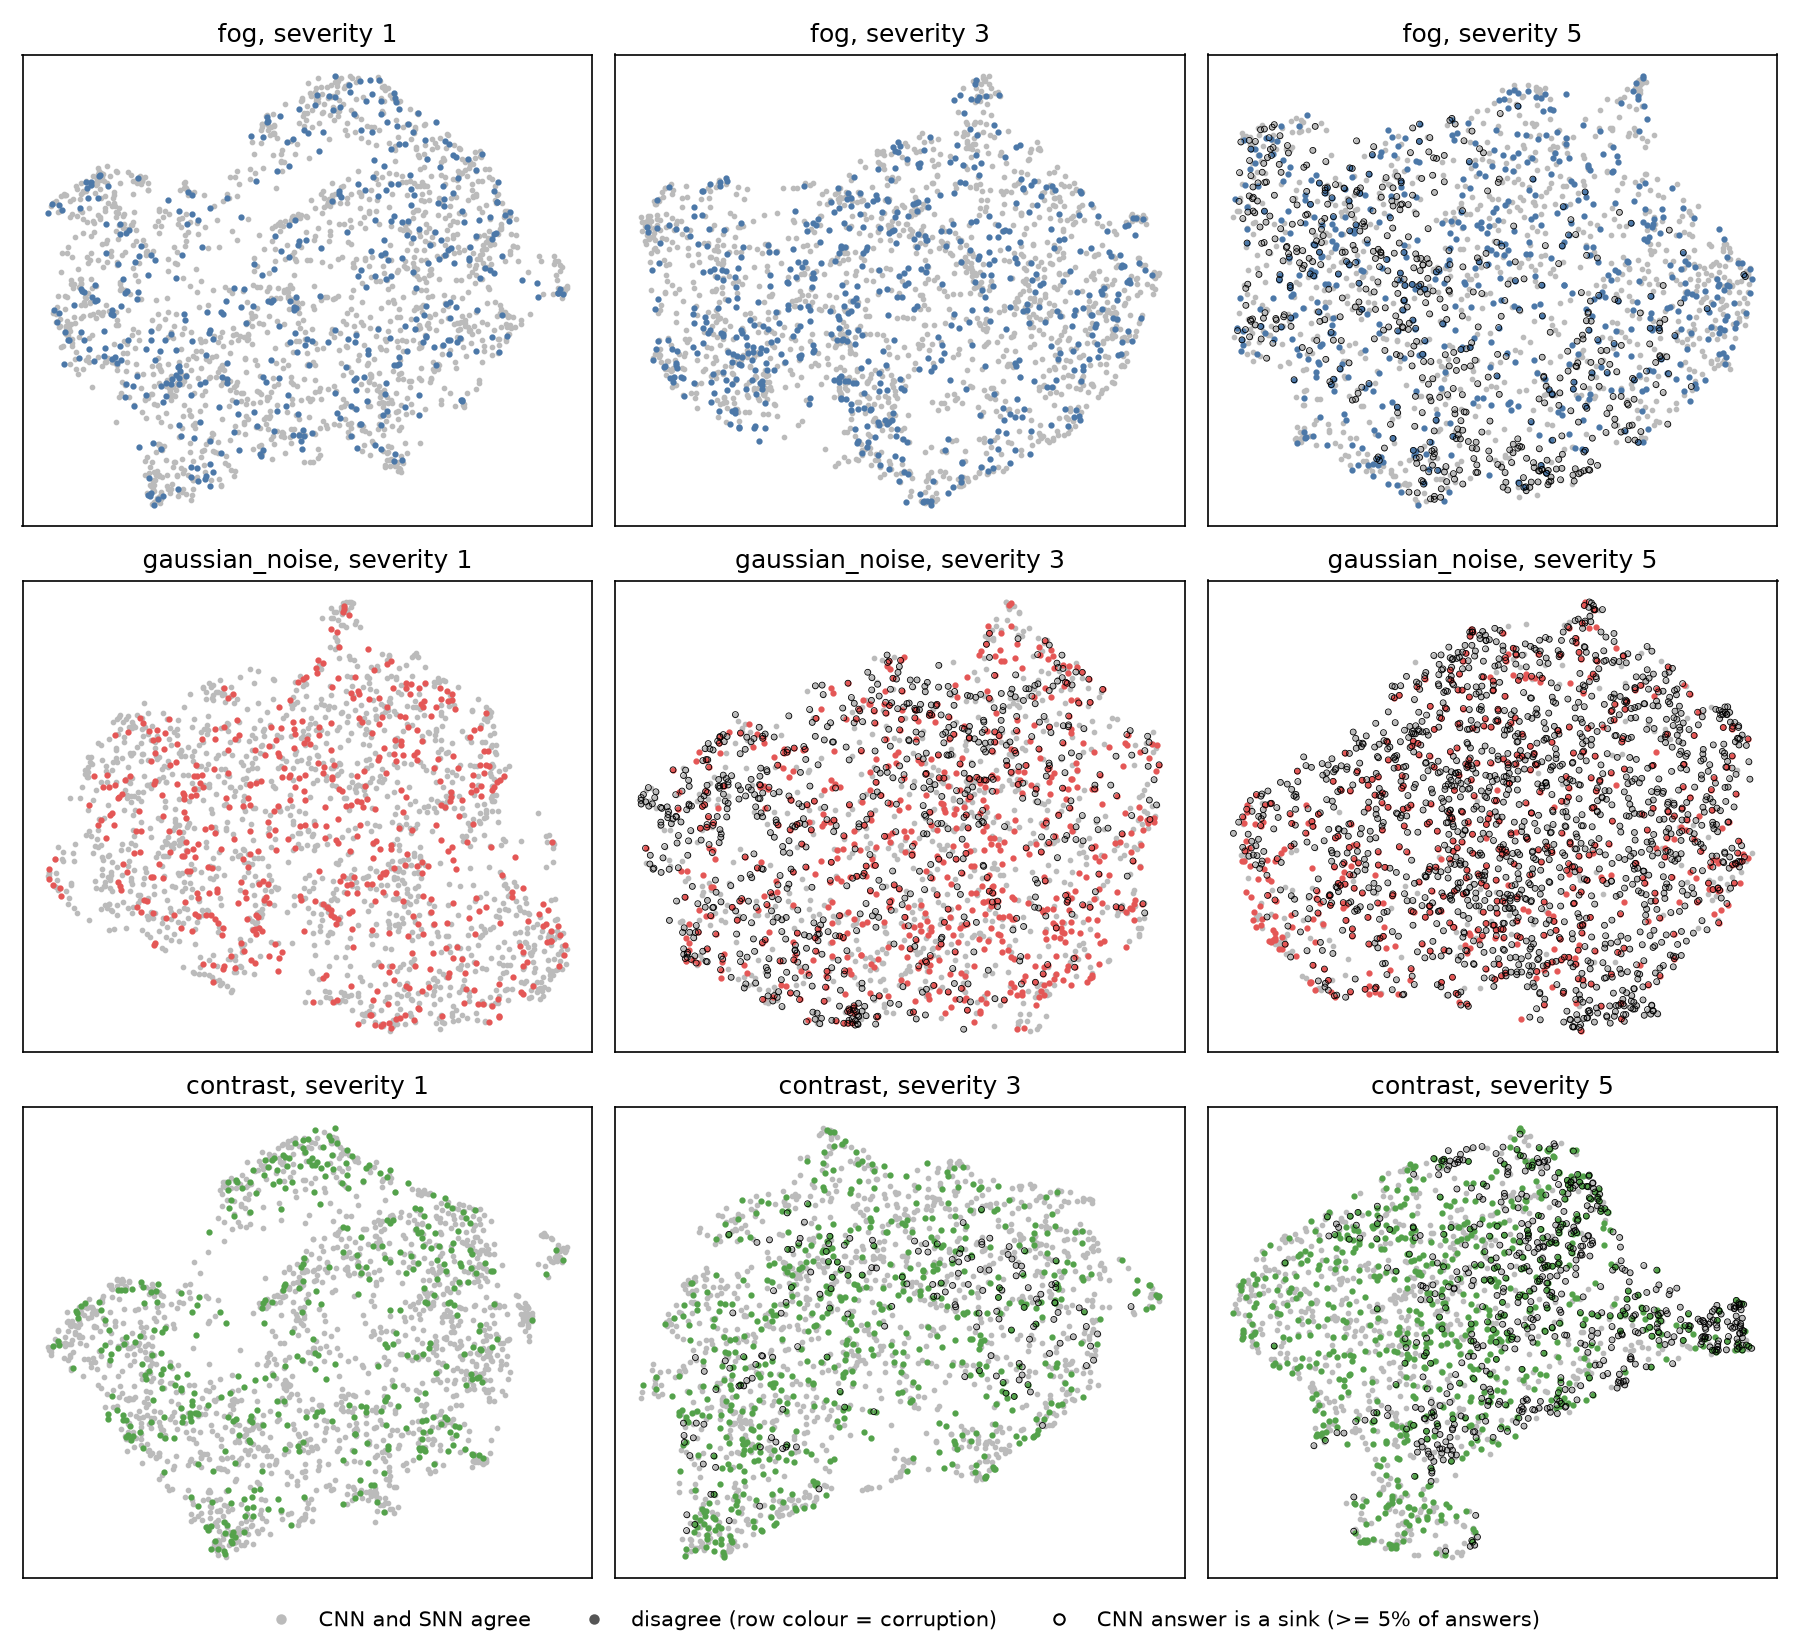 fog, severity 1
fog, severity 3
fog, severity 5
gaussian_noise, severity 1
gaussian_noise, severity 3
gaussian_noise, severity 5
contrast, severity 1
contrast, severity 3
contrast, severity 5
CNN and SNN agree
disagree (row colour = corruption)
CNN answer is a sink (>= 5% of answers)